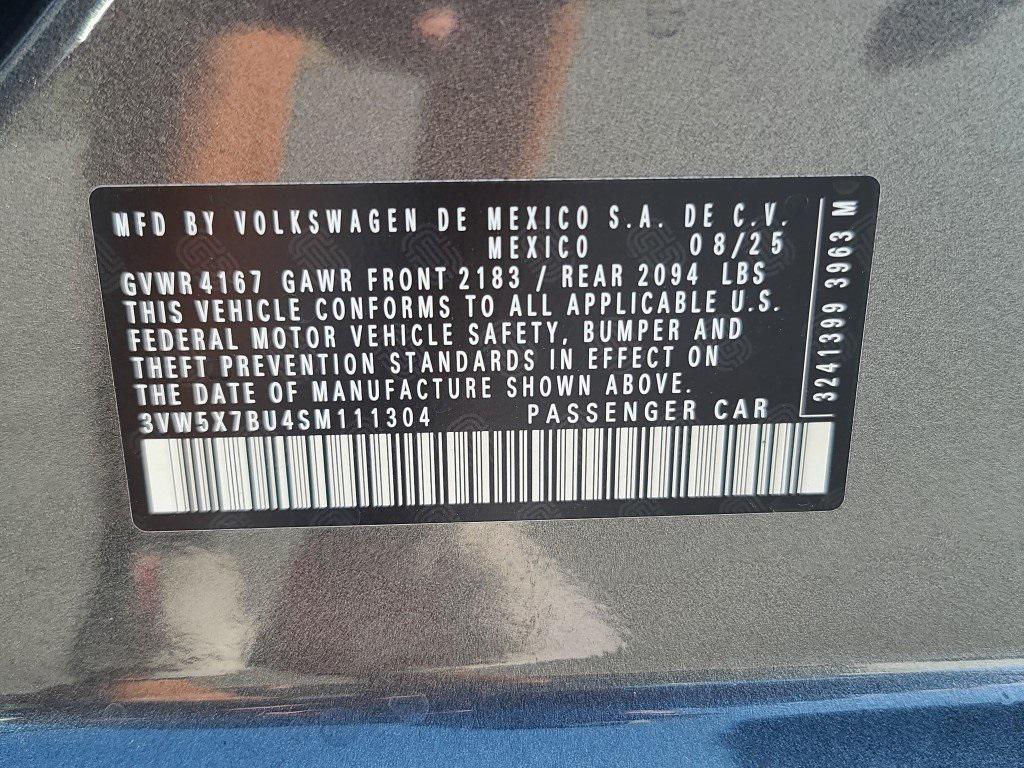 MFD BY VOLKSWAGEN DE MEXICO S.A. DE C.V.
MEXICO 08/25
GVWR 4167 GAWR FRONT 2183 / REAR 2094 LBS
THIS VEHICLE CONFORMS TO ALL APPLICABLE U.S.
FEDERAL MOTOR VEHICLE SAFETY, BUMPER AND
THEFT PREVENTION STANDARDS IN EFFECT ON
THE DATE OF MANUFACTURE SHOWN ABOVE.
3VW5X7BU4SM111304 PASSENGER CAR
3241399 3963 M